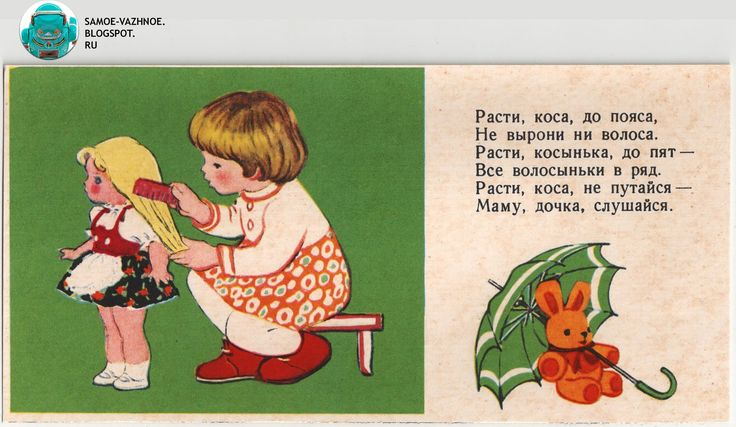 SAMOE-VAZHNOE.
BLOGSPOT.
RU
Расти, коса, до пояса,
Не вырони ни волоса.
Расти, косынька, до пят —
Все волосыньки в ряд.
Расти, коса, не путайся —
Маму, дочка, слушайся.